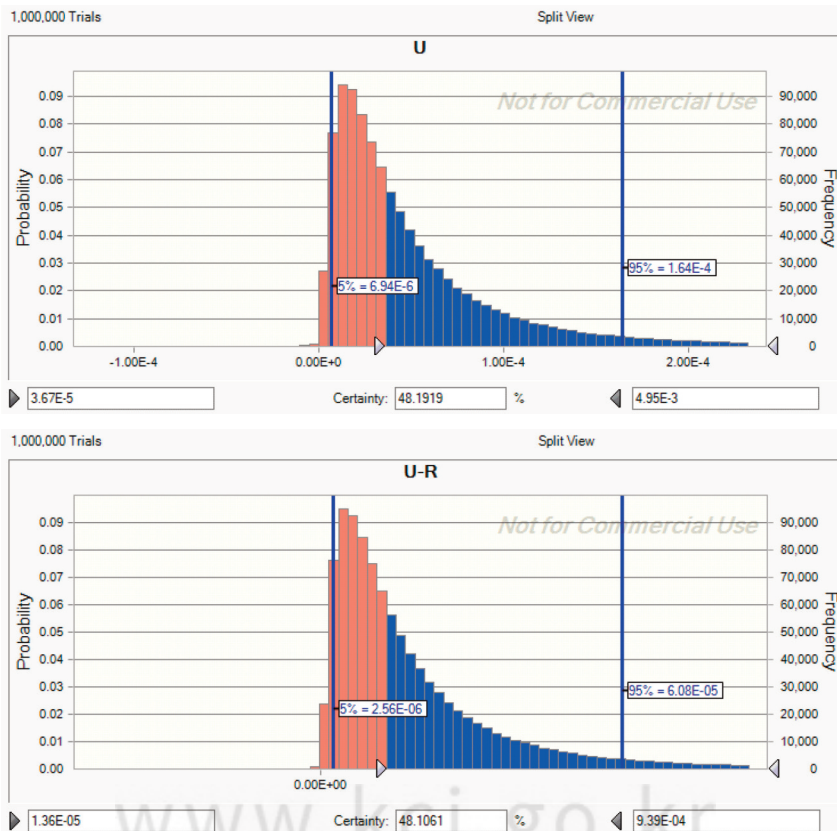 1,000,000 Trials Split View
U
Not for Commercial Use
0.09 90,000
0.08 80,000
0.07 70,000
0.06 60,000
0.05 50,000
0.04 40,000
0.03 30,000
0.02 20,000
0.01 10,000
0.00 0
Probability
Frequency
5% = 6.94E-6
95% = 1.64E-4
-1.00E-4 0.00E+0 1.00E-4 2.00E-4
3.67E-5 Certainty: 48.1919 % 4.95E-3
1,000,000 Trials Split View
U-R
Not for Commercial Use
0.09 90,000
0.08 80,000
0.07 70,000
0.06 60,000
0.05 50,000
0.04 40,000
0.03 30,000
0.02 20,000
0.01 10,000
0.00 0
Probability
Frequency
5% = 2.56E-06
95% = 6.08E-05
0.00E+00
www.kci.go.kr
1.36E-05 Certainty: 48.1061 % 9.39E-04